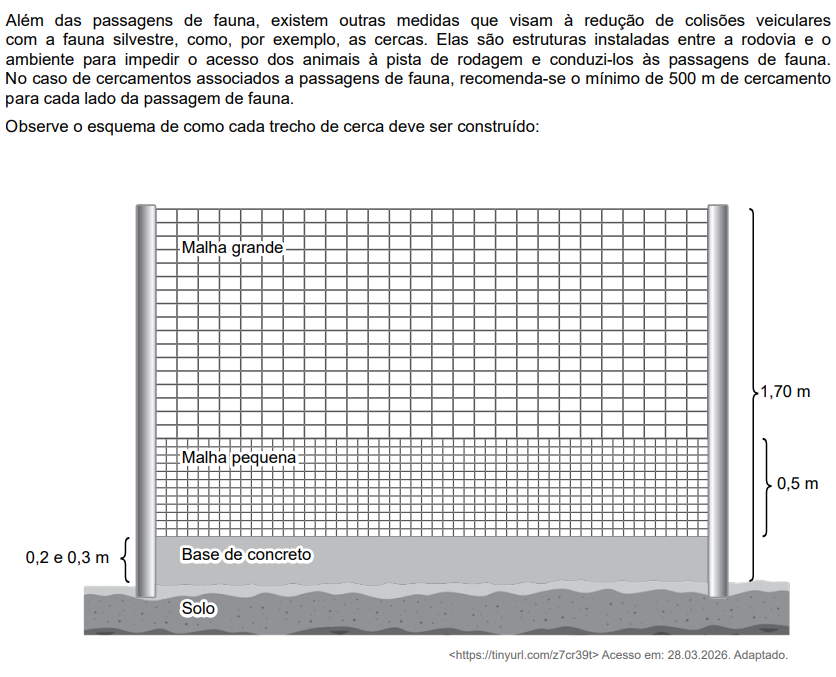 Além das passagens de fauna, existem outras medidas que visam à redução de colisões veiculares
com a fauna silvestre, como, por exemplo, as cercas. Elas são estruturas instaladas entre a rodovia e o
ambiente para impedir o acesso dos animais à pista de rodagem e conduzi-los às passagens de fauna.
No caso de cercamentos associados a passagens de fauna, recomenda-se o mínimo de 500 m de cercamento
para cada lado da passagem de fauna.
Observe o esquema de como cada trecho de cerca deve ser construído:
Malha grande
1,70 m
Malha pequena
0,5 m
0,2 e 0,3 m
Base de concreto
Solo
<https://tinyurl.com/z7cr39t> Acesso em: 28.03.2026. Adaptado.